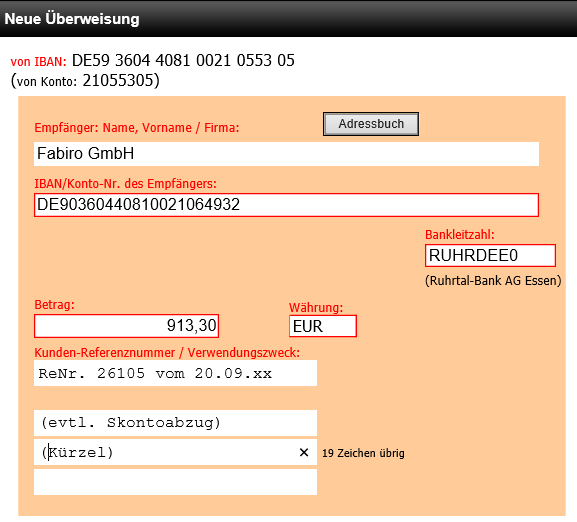 Neue Überweisung
von IBAN: DE59 3604 4081 0021 0553 05
(von Konto: 21055305)
Empfänger: Name, Vorname / Firma:
Adressbuch
Fabiro GmbH
IBAN/Konto-Nr. des Empfängers:
DE90360440810021064932
Bankleitzahl:
RUHRDEE0
(Ruhrtal-Bank AG Essen)
Betrag:
Währung:
913,30
EUR
Kunden-Referenznummer / Verwendungszweck:
ReNr. 26105 vom 20.09.xx
(evtl. Skontoabzug)
(Kürzel)
19 Zeichen übrig